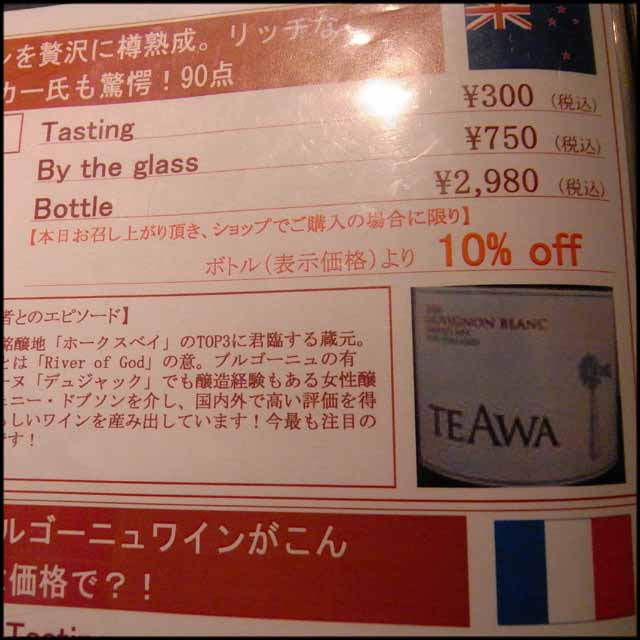 ンを贅沢に樽熟成。リッチな
カー氏も驚愕！90点
Tasting ¥300 (税込)
By the glass ¥750 (税込)
Bottle ¥2,980 (税込)
【本日お召し上がり頂き、ショップでご購入の場合に限り】
ボトル(表示価格)より 10% off
者とのエピソード】
銘醸地「ホークスベイ」のTOP3に君臨する蔵元。
とは「River of God」の意。ブルゴーニュの有
ーヌ「デュジャック」でも醸造経験もある女性醸
ェニー・ドブソンを介し、国内外で高い評価を得
らしいワインを産み出しています！今最も注目の
です！
SAUVIGNON BLANC
TEAWA
ルゴーニュワインがこん
価格で？！
Tastin